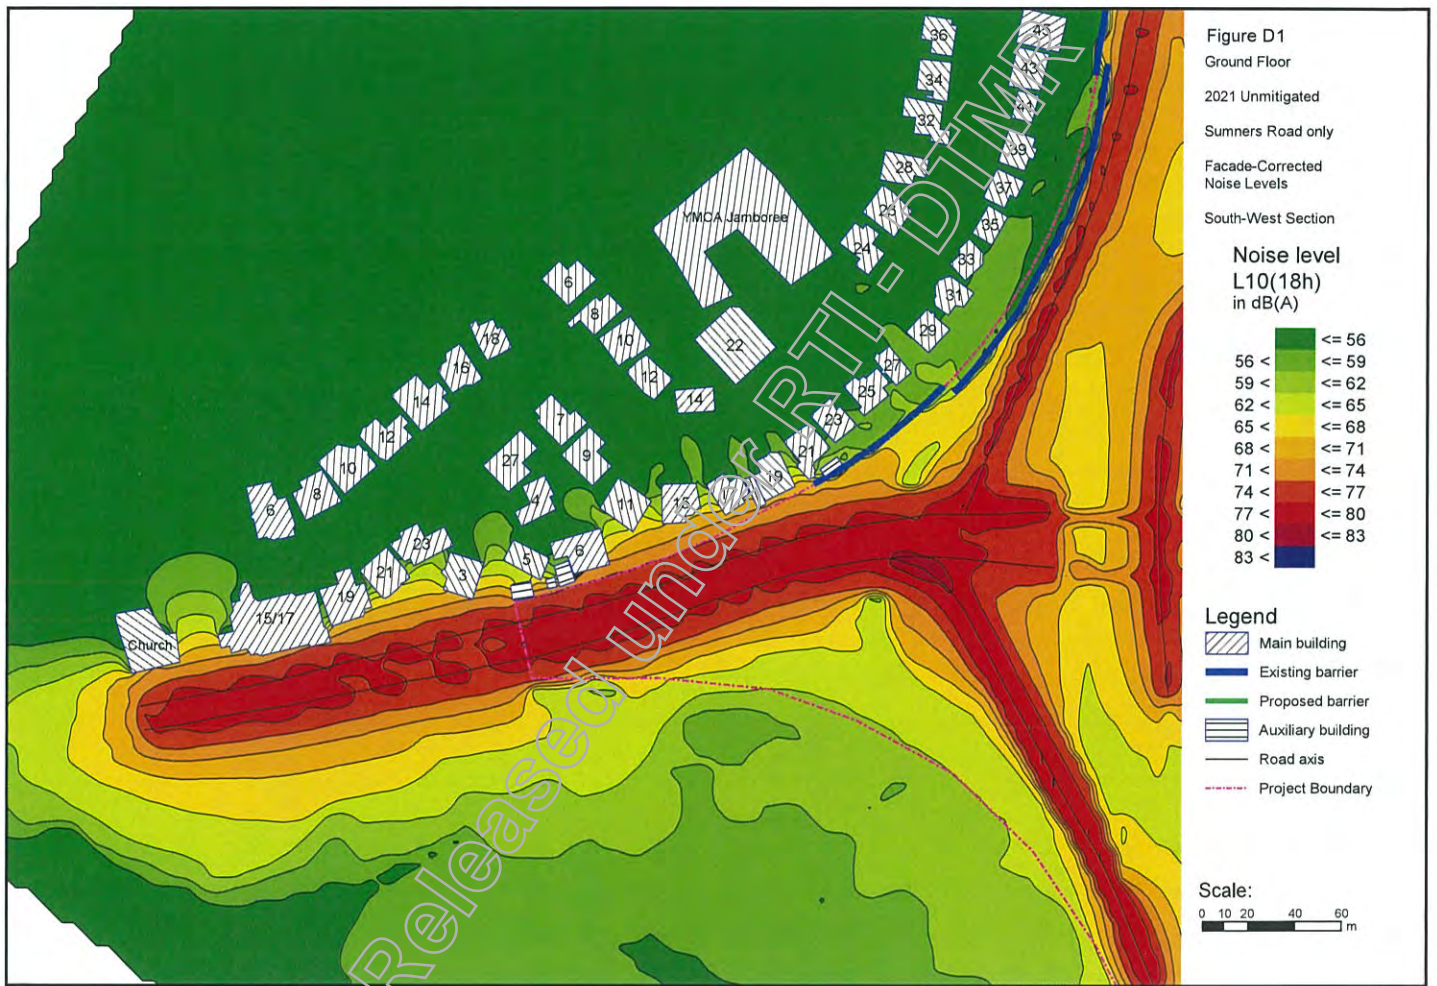 Figure D1
Ground Floor
2021 Unmitigated
Sumners Road only
Facade-Corrected
Noise Levels
South-West Section
Noise level
L10(18h)
in dB(A)
<= 56
56 < <= 59
59 < <= 62
62 < <= 65
65 < <= 68
68 < <= 71
71 < <= 74
74 < <= 77
77 < <= 80
80 < <= 83
83 <
Legend
Main building
Existing barrier
Proposed barrier
Auxiliary building
Road axis
Project Boundary
Scale:
0 10 20 40 60
m
36
45
34
43
32
41
39
28
37
YMCA Jamboree
35
24
33
6
31
8
29
18
10
22
16
27
12
25
14
14
7
23
12
21
27
9
10
19
8
4
11
15
17
6
23
5
6
21
3
19
15/17
Church
Released under RTI - DTMR